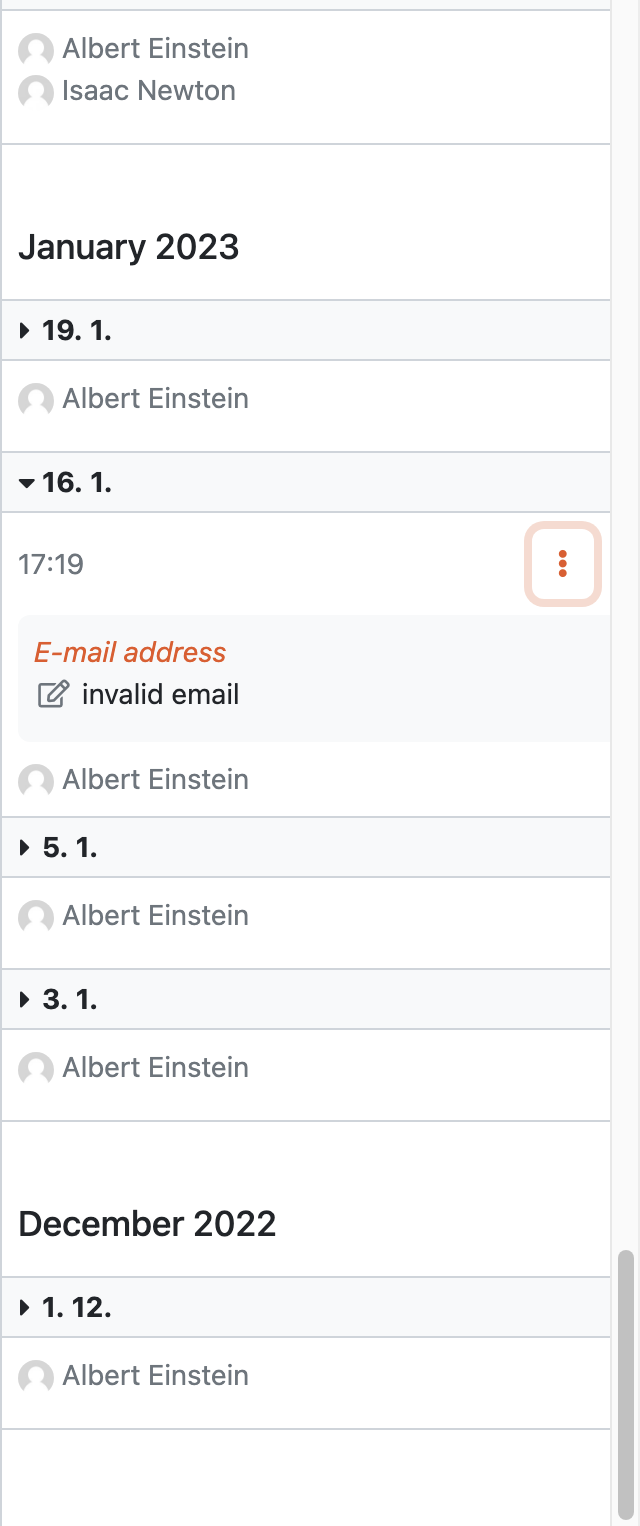 Albert Einstein
Isaac Newton
January 2023
19. 1.
Albert Einstein
16. 1.
17:19
E-mail address
invalid email
Albert Einstein
5. 1.
Albert Einstein
3. 1.
Albert Einstein
December 2022
1. 12.
Albert Einstein